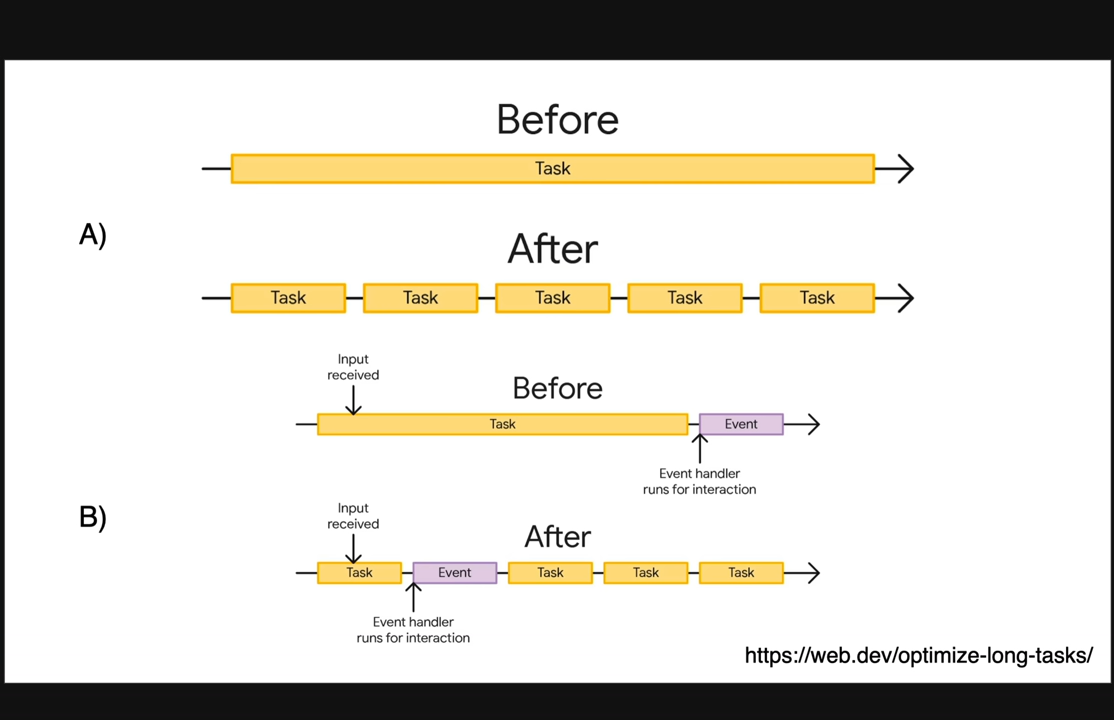 Before
Task
A)
After
Task Task Task Task Task
Input
received
Before
Task Event
Event handler
runs for interaction
B)
Input
received
After
Task Event Task Task Task
Event handler
runs for interaction
https://web.dev/optimize-long-tasks/